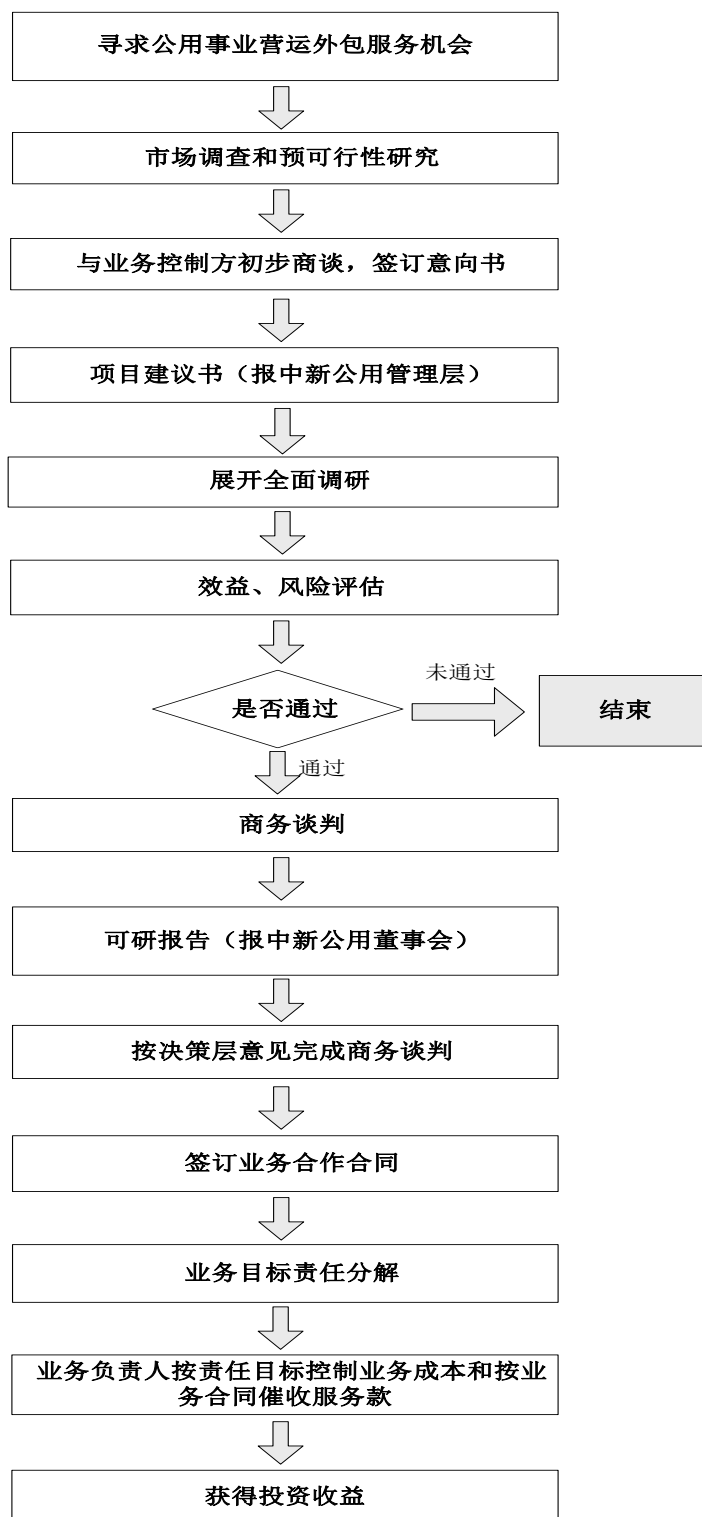 寻求公用事业营运外包服务机会
市场调查和预可行性研究
与业务控制方初步商谈，签订意向书
项目建议书（报中新公用管理层）
展开全面调研
效益、风险评估
未通过
是否通过
结束
通过
商务谈判
可研报告（报中新公用董事会）
按决策层意见完成商务谈判
签订业务合作合同
业务目标责任分解
业务负责人按责任目标控制业务成本和按业
务合同催收服务款
获得投资收益